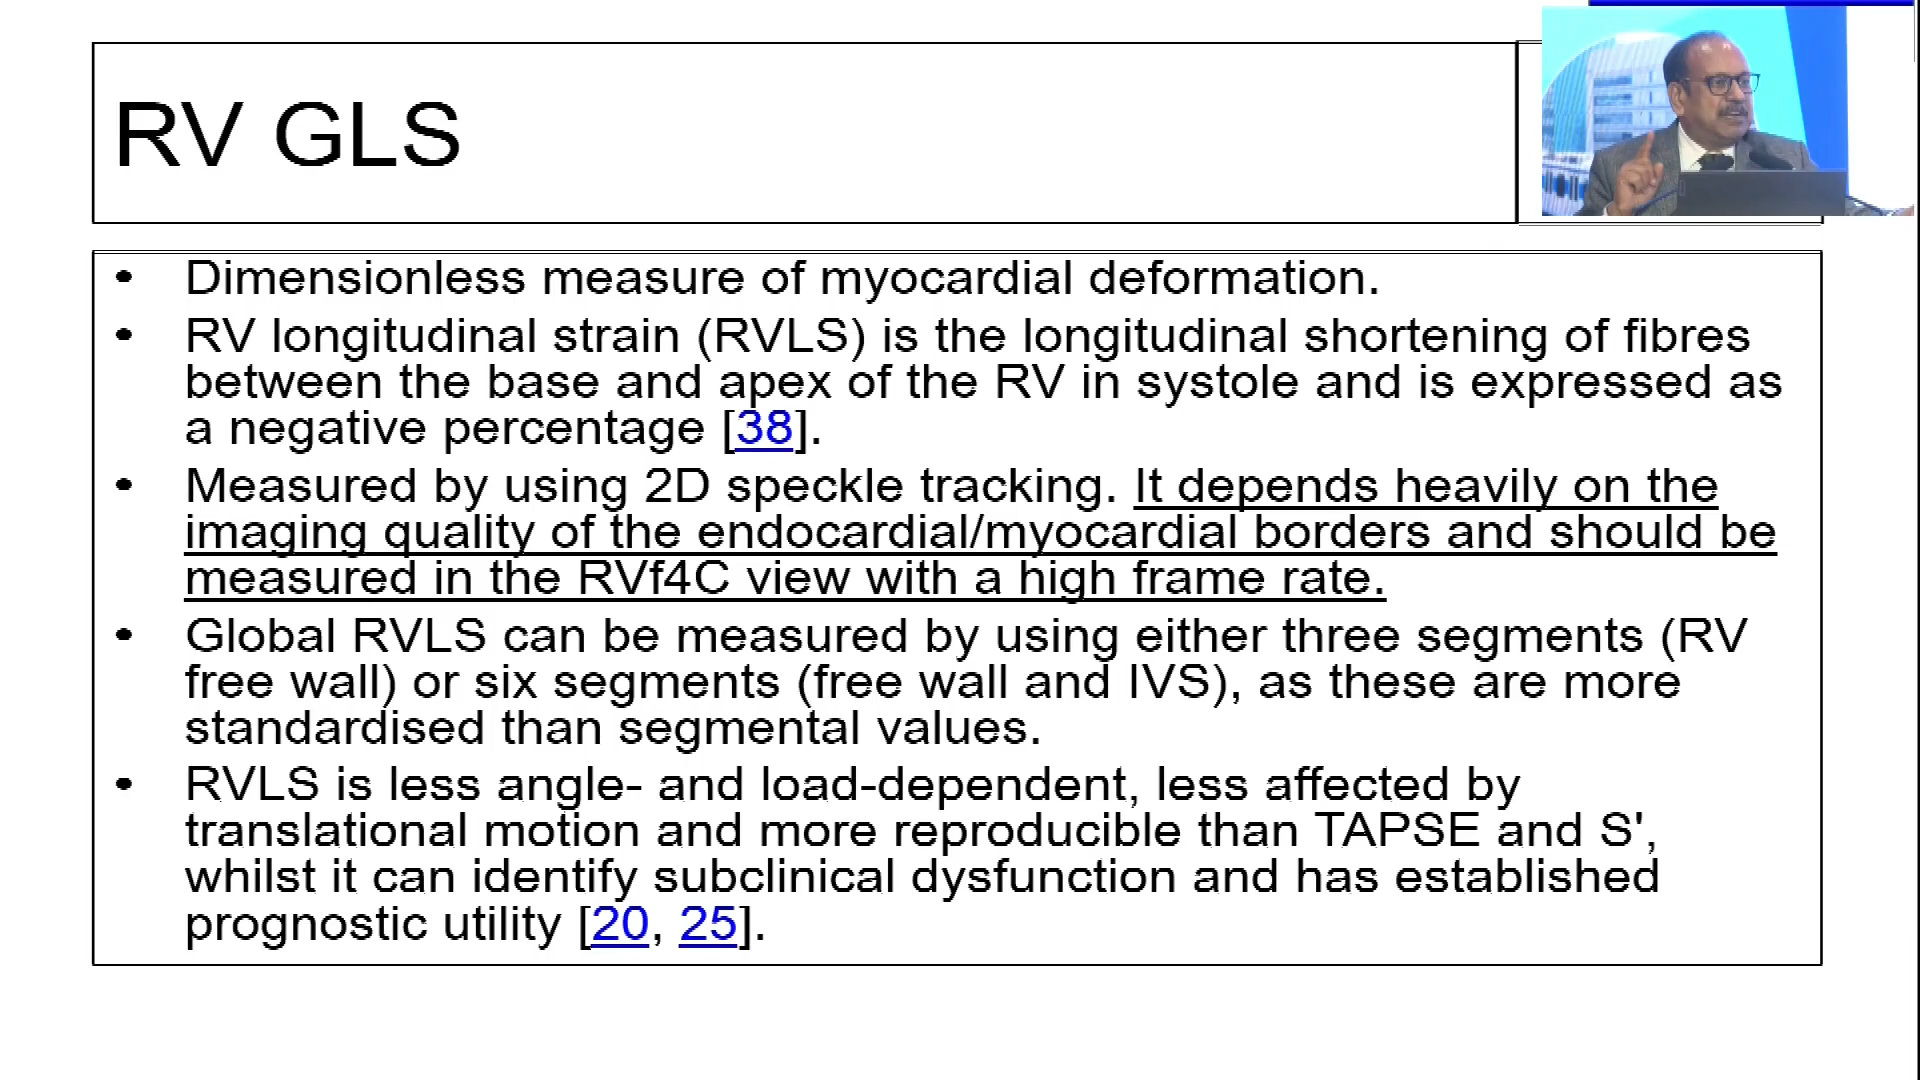 RV GLS
• Dimensionless measure of myocardial deformation.
• RV longitudinal strain (RVLS) is the longitudinal shortening of fibres
between the base and apex of the RV in systole and is expressed as
a negative percentage [38].
• Measured by using 2D speckle tracking. It depends heavily on the
imaging quality of the endocardial/myocardial borders and should be
measured in the RVf4C view with a high frame rate.
• Global RVLS can be measured by using either three segments (RV
free wall) or six segments (free wall and IVS), as these are more
standardised than segmental values.
• RVLS is less angle- and load-dependent, less affected by
translational motion and more reproducible than TAPSE and S',
whilst it can identify subclinical dysfunction and has established
prognostic utility [20, 25].